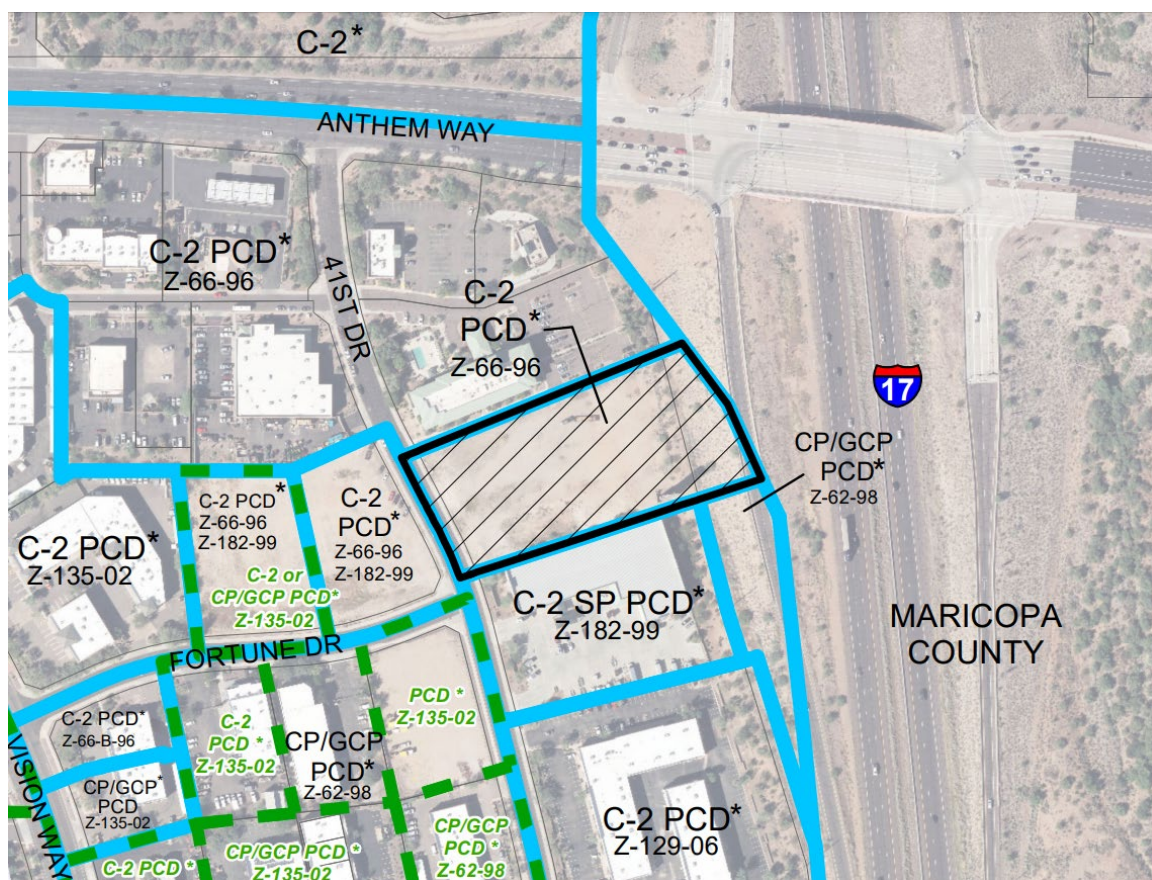 C-2*
ANTHEM WAY
C-2 PCD*
Z-66-96
41ST DR
C-2
PCD*
Z-66-96
17
CP/GCP
PCD*
Z-62-98
C-2 PCD*
Z-66-96
Z-182-99
C-2
PCD*
Z-66-96
Z-182-99
C-2 PCD*
Z-135-02
C-2 or
CP/GCP PCD*
Z-135-02
C-2 SP PCD*
Z-182-99
MARICOPA
COUNTY
FORTUNE DR
C-2 PCD*
Z-66-B-96
C-2
PCD *
Z-135-02
PCD *
Z-135-02
CP/GCP
PCD*
Z-62-98
VISION WAY
CP/GCP*
PCD
Z-135-02
C-2 PCD*
Z-129-06
C-2 PCD *
CP/GCP PCD *
Z-135-02
CP/GCP
PCD *
Z-62-98